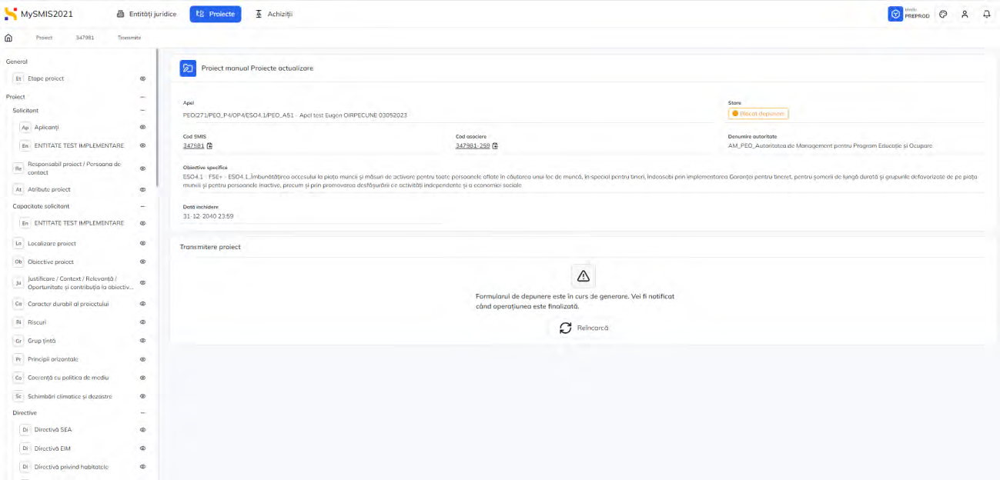 MySMIS2021
Entități juridice
Proiecte
Achiziții
Mediu
PREPROD
Proiect
347981
Transmite
General
Et Etape proiect
Proiect
Solicitant
Ap Aplicanți
En ENTITATE TEST IMPLEMENTARE
Re Responsabil proiect / Persoana de
contact
At Atribute proiect
Capacitate solicitant
En ENTITATE TEST IMPLEMENTARE
Lo Localizare proiect
Ob Obiective proiect
Ju Justificare / Context / Relevanță /
Oportunitate și contribuția la obiectiv...
Ca Caracter durabil al proiectului
Ri Riscuri
Gr Grup țintă
Pr Principii orizontale
Co Coerență cu politica de mediu
Sc Schimbări climatice și dezastre
Directive
Di Directivă SEA
Di Directivă EIM
Di Directivă privind habitatele
Proiect manual Proiecte actualizare
Apel
PEO/271/PEO_P4/OP4/ESO4.1/PEO_A51 - Apel test Eugen OIRPECUNE 03052023
Stare
Blocat depunem
Cod SMIS
347981
Cod asociere
347981-259
Denumire autoritate
AM_PEO_Autoritatea de Management pentru Program Educație și Ocupare
Obiective specifice
ESO4.1 - FSE+ - ESO4.1_Îmbunătățirea accesului la piața muncii și măsuri de activare pentru toate persoanele aflate în căutarea unui loc de muncă, în special pentru tineri, îndeosebi prin implementarea Garanției pentru tineret, pentru șomerii de lungă durată și grupurile defavorizate de pe piața
muncii și pentru persoanele inactive, precum și prin promovarea desfășurării de activități independente și a economiei sociale
Dată închidere
31-12-2040 23:59
Transmitere proiect
Formularul de depunere este în curs de generare. Vei fi notificat
când operațiunea este finalizată.
Reîncarcă